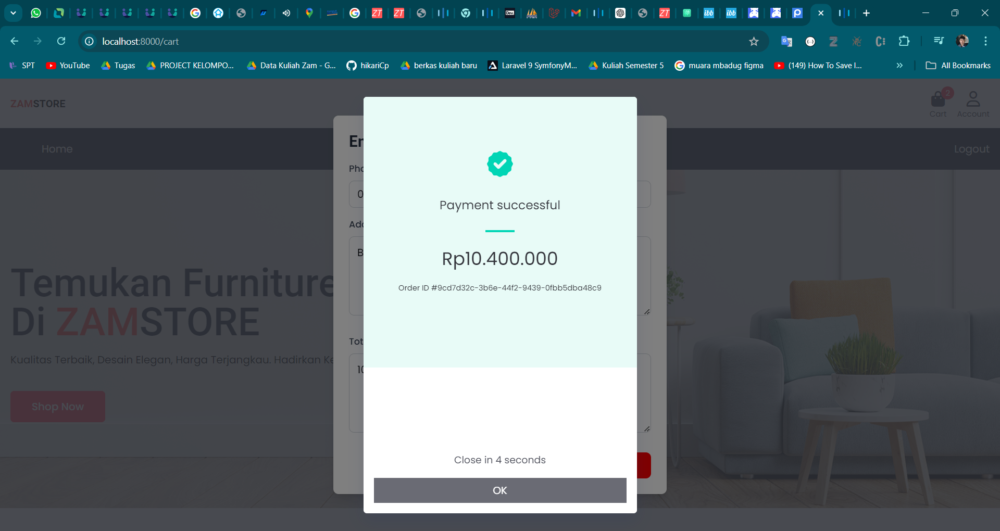 localhost:8000/cart
SPT
YouTube
Tugas
PROJECT KELOMPO...
Data Kuliah Zam - G...
hikariCp
berkas kuliah baru
Laravel 9 SymfonyM...
Kuliah Semester 5
muara mbadug figma
(149) How To Save I...
All Bookmarks
ZAMSTORE
2
Cart
Account
Home
Logout
Temukan Furniture
Di ZAMSTORE
Kualitas Terbaik, Desain Elegan, Harga Terjangkau. Hadirkan Ke
Shop Now
En
Pho
0
Add
B
Tot
10
Payment successful
Rp10.400.000
Order ID #9cd7d32c-3b6e-44f2-9439-0fbb5dba48c9
Close in 4 seconds
OK